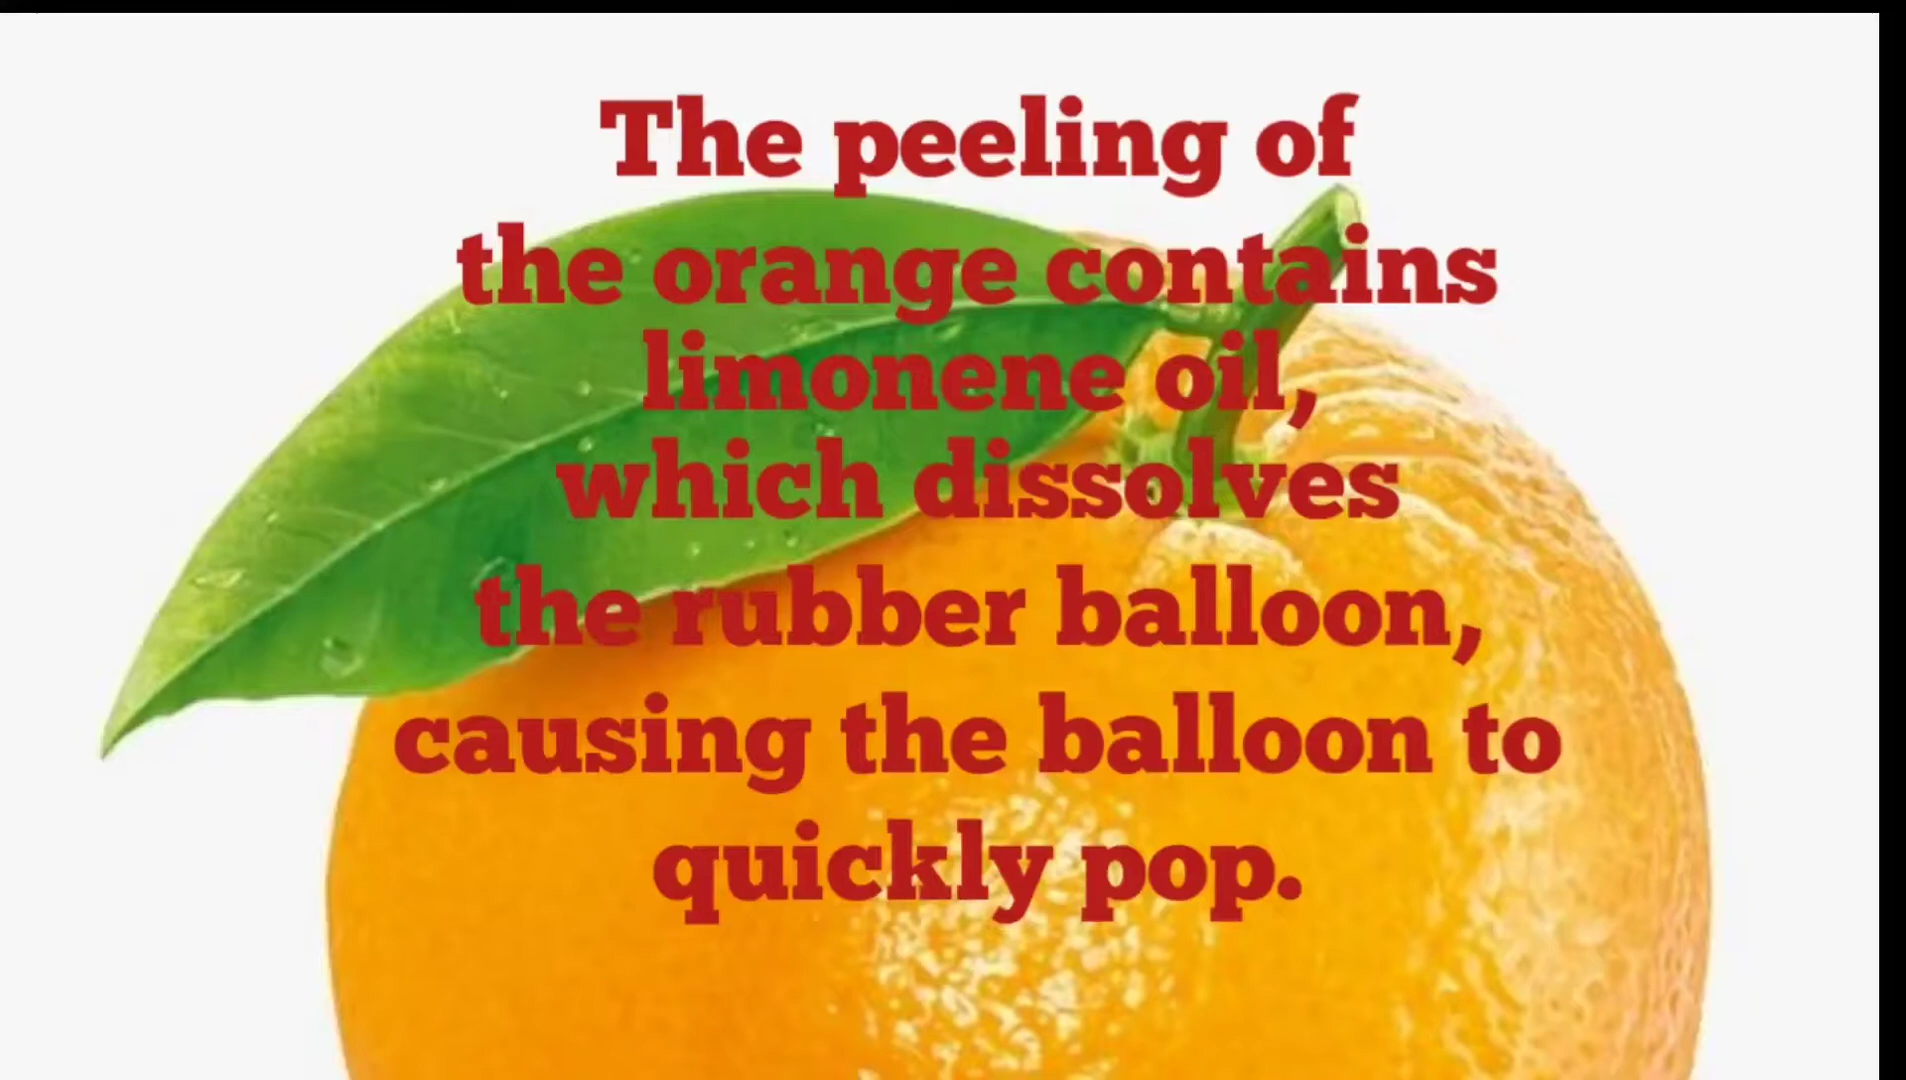 The peeling of
the orange contains
limonene oil,
which dissolves
the rubber balloon,
causing the balloon to
quickly pop.